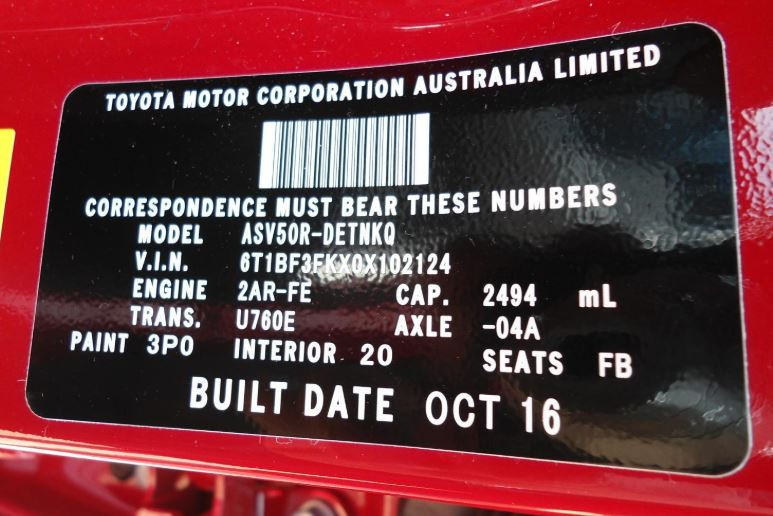 TOYOTA MOTOR CORPORATION AUSTRALIA LIMITED
CORRESPONDENCE MUST BEAR THESE NUMBERS
MODEL ASV50R-DETNKQ
V.I.N. 6T1BF3FKX0X102124
ENGINE 2AR-FE CAP. 2494 mL
TRANS. U760E AXLE -04A
PAINT 3P0 INTERIOR 20 SEATS FB
BUILT DATE OCT 16